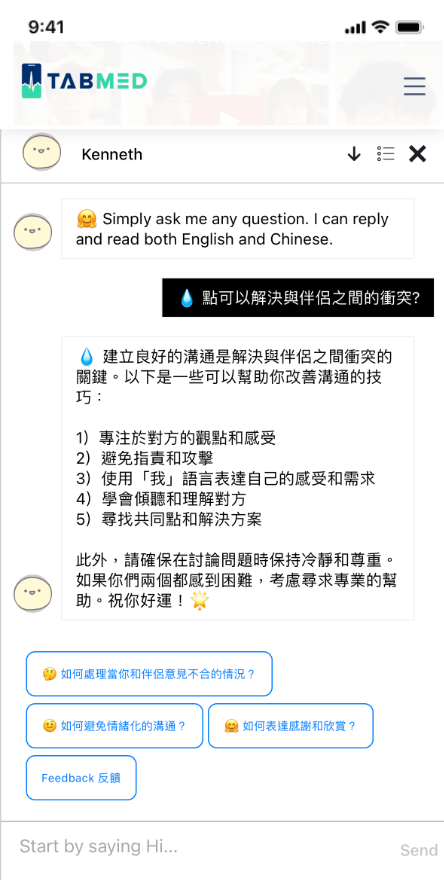 9:41
TABMED
Kenneth
🤗 Simply ask me any question. I can reply
and read both English and Chinese.
💧 點可以解決與伴侶之間的衝突?
💧 建立良好的溝通是解決與伴侶之間衝突的
關鍵。以下是一些可以幫助你改善溝通的技
巧：
1）專注於對方的觀點和感受
2）避免指責和攻擊
3）使用「我」語言表達自己的感受和需求
4）學會傾聽和理解對方
5）尋找共同點和解決方案
此外，請確保在討論問題時保持冷靜和尊重。
如果你們兩個都感到困難，考慮尋求專業的幫
助。祝你好運！🌟
🤔 如何處理當你和伴侶意見不合的情況？
😐 如何避免情緒化的溝通？
🤗 如何表達感謝和欣賞？
Feedback 反饋
Start by saying Hi...
Send